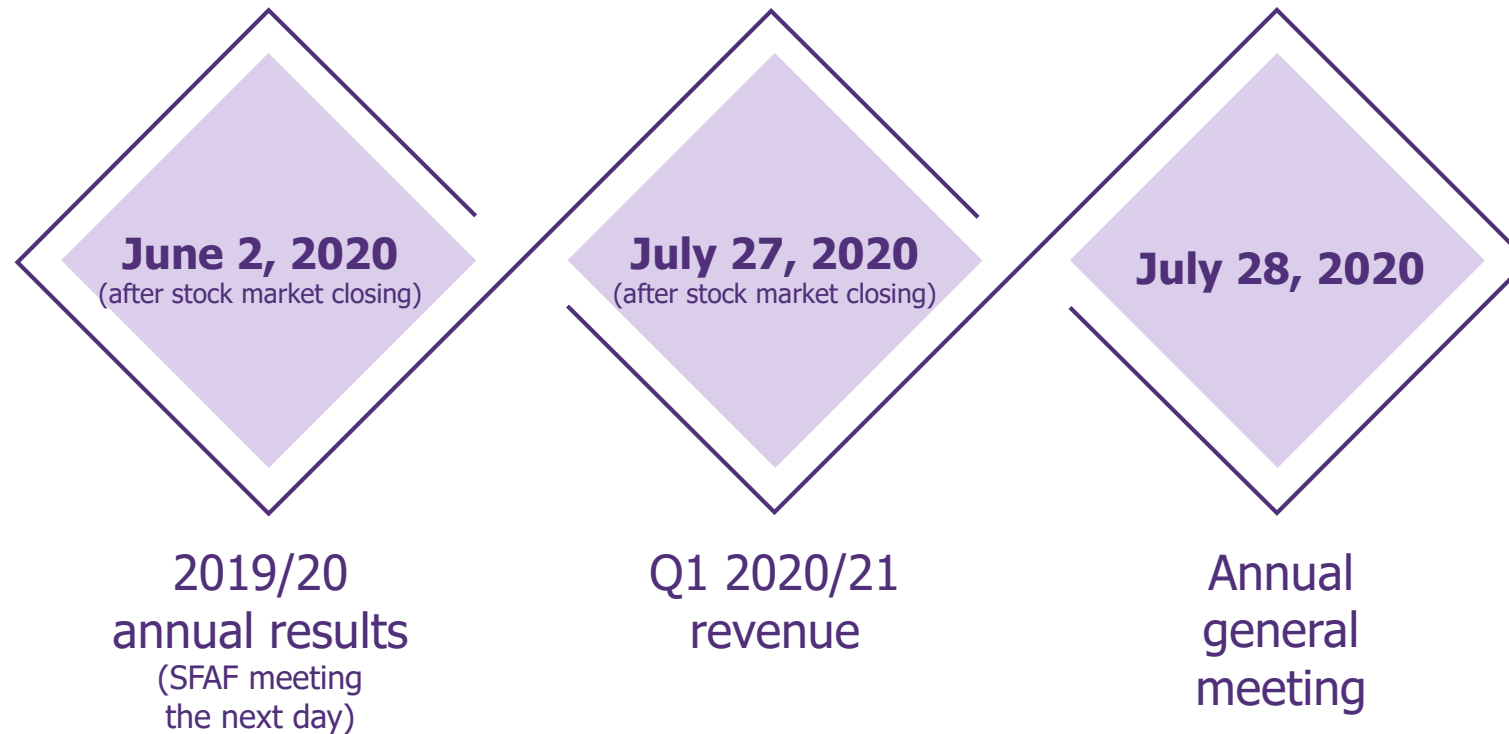 June 2, 2020
(after stock market closing)
2019/20
annual results
(SFAF meeting
the next day)
July 27, 2020
(after stock market closing)
Q1 2020/21
revenue
July 28, 2020
Annual
general
meeting